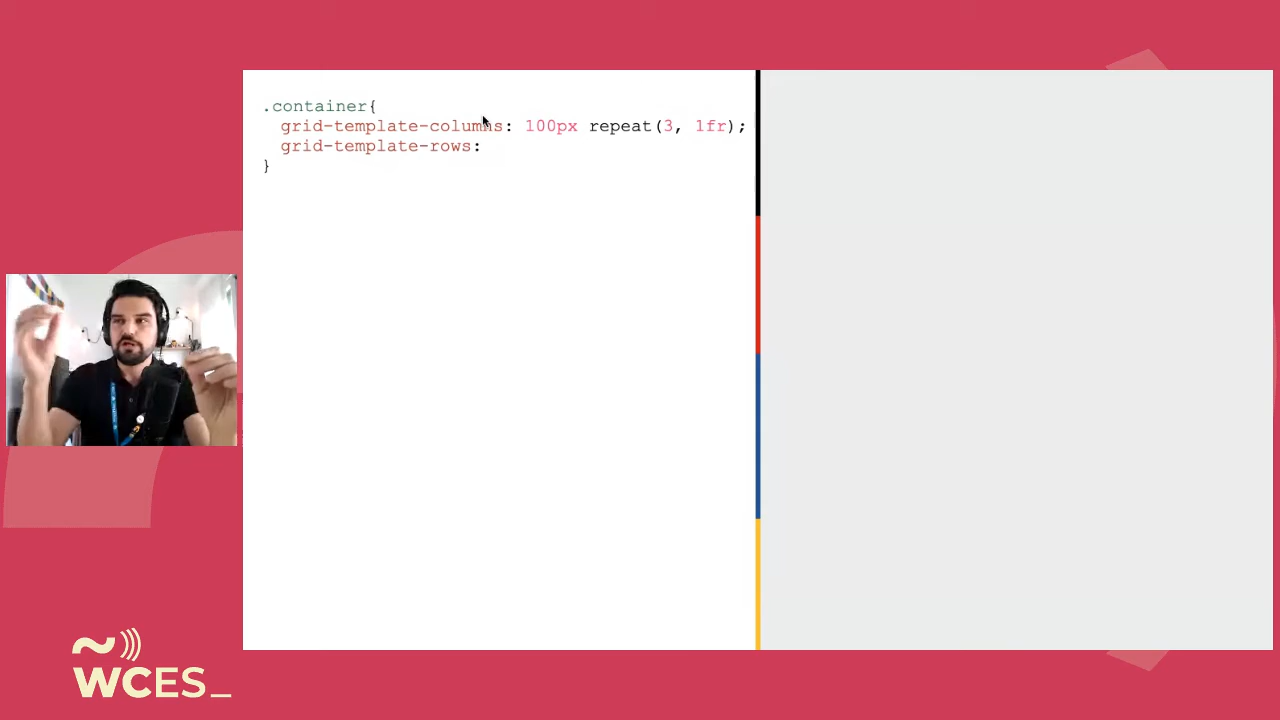 .container{
grid-template-columns: 100px repeat(3, 1fr);
grid-template-rows:
}
WCES_